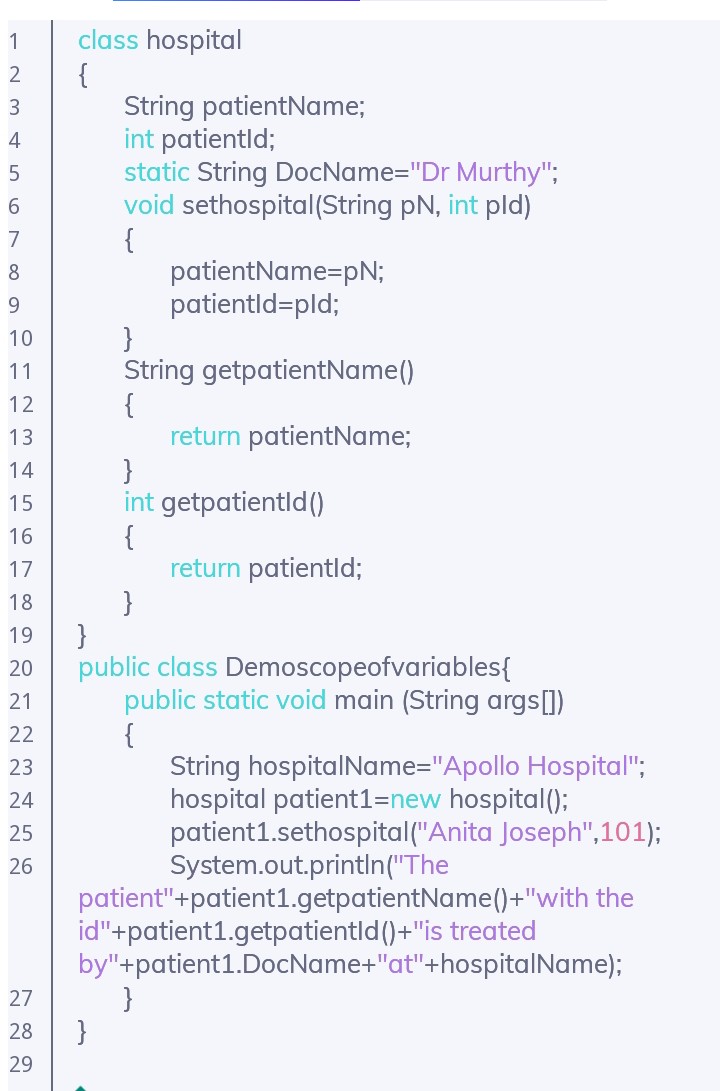 1 class hospital
2 {
3 String patientName;
4 int patientId;
5 static String DocName="Dr Murthy";
6 void sethospital(String pN, int pId)
7 {
8 patientName=pN;
9 patientId=pId;
10 }
11 String getpatientName()
12 {
13 return patientName;
14 }
15 int getpatientId()
16 {
17 return patientId;
18 }
19 }
20 public class Demoscopeofvariables{
21 public static void main (String args[])
22 {
23 String hospitalName="Apollo Hospital";
24 hospital patient1=new hospital();
25 patient1.sethospital("Anita Joseph",101);
26 System.out.println("The
patient"+patient1.getpatientName()+"with the
id"+patient1.getpatientId()+"is treated
by"+patient1.DocName+"at"+hospitalName);
27 }
28 }
29